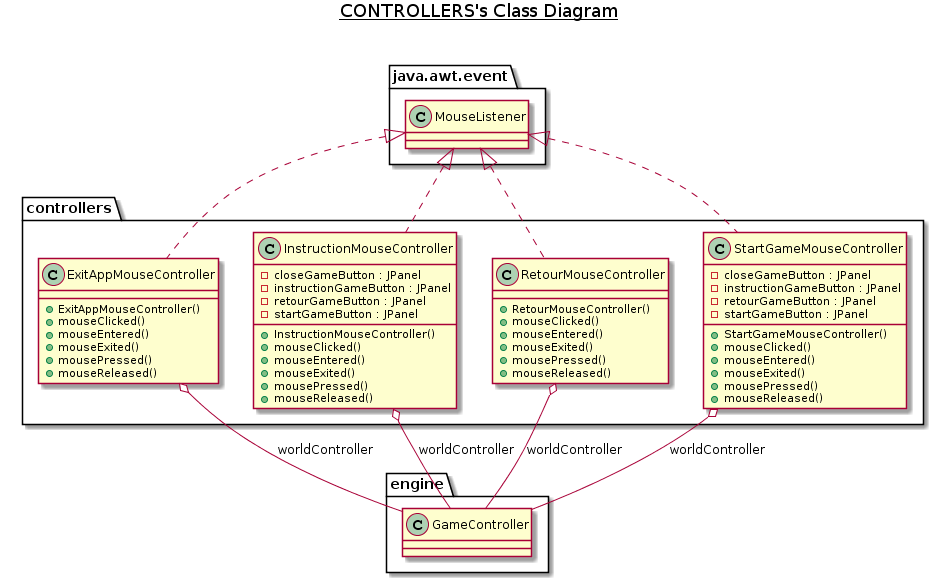 CONTROLLERS's Class Diagram
java.awt.event
C MouseListener
controllers
C ExitAppMouseController
ExitAppMouseController()
mouseClicked()
mouseEntered()
mouseExited()
mousePressed()
mouseReleased()
C InstructionMouseController
closeGameButton : JPanel
instructionGameButton : JPanel
retourGameButton : JPanel
startGameButton : JPanel
InstructionMouseController()
mouseClicked()
mouseEntered()
mouseExited()
mousePressed()
mouseReleased()
C RetourMouseController
RetourMouseController()
mouseClicked()
mouseEntered()
mouseExited()
mousePressed()
mouseReleased()
C StartGameMouseController
closeGameButton : JPanel
instructionGameButton : JPanel
retourGameButton : JPanel
startGameButton : JPanel
StartGameMouseController()
mouseClicked()
mouseEntered()
mouseExited()
mousePressed()
mouseReleased()
worldController
worldController
worldController
worldController
engine
C GameController